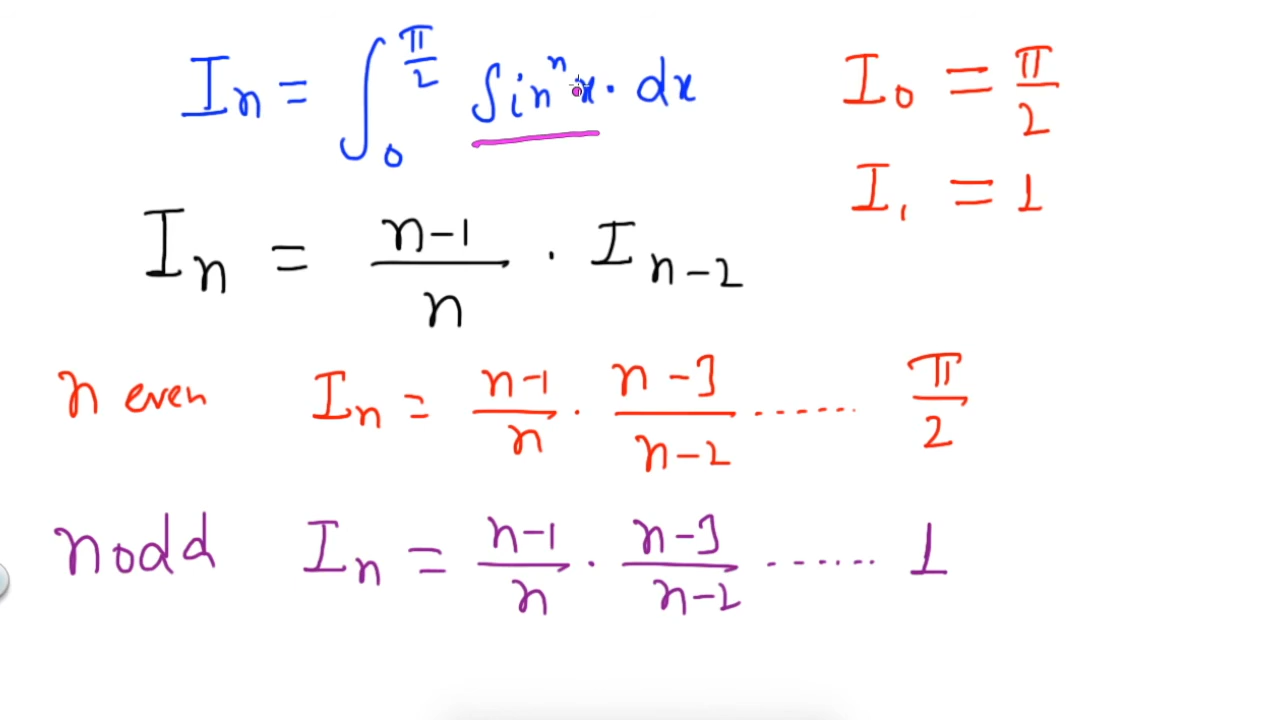 Iₙ = ∫₀^(π/2) Sinⁿx · dx
I₀ = π/2
I₁ = 1
Iₙ = (n-1)/n · Iₙ₋₂
n even Iₙ = (n-1)/n · (n-3)/(n-2) ........ π/2
n odd Iₙ = (n-1)/n · (n-3)/(n-2) ........ 1